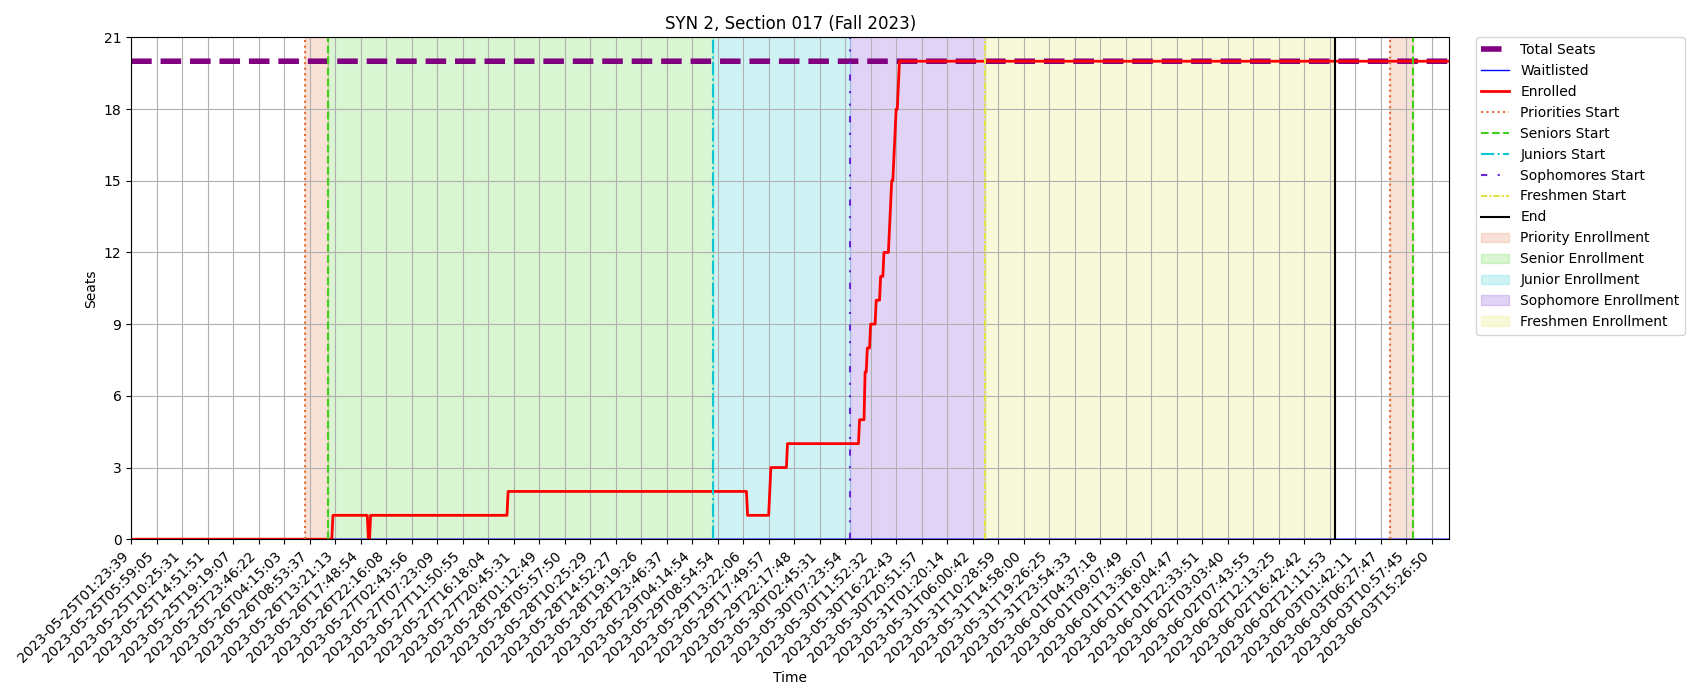 SYN 2, Section 017 (Fall 2023)
21
18
15
12
9
6
3
0
Seats
2023-05-25T01:23:39
2023-05-25T05:59:05
2023-05-25T10:25:31
2023-05-25T14:51:51
2023-05-25T19:19:07
2023-05-25T23:46:22
2023-05-26T04:15:03
2023-05-26T08:53:37
2023-05-26T13:21:13
2023-05-26T17:48:54
2023-05-26T22:16:08
2023-05-27T02:43:56
2023-05-27T07:23:09
2023-05-27T11:50:55
2023-05-27T16:18:04
2023-05-27T20:45:31
2023-05-28T01:12:49
2023-05-28T05:57:50
2023-05-28T10:25:29
2023-05-28T14:52:27
2023-05-28T19:19:26
2023-05-28T23:46:37
2023-05-29T04:14:54
2023-05-29T08:54:54
2023-05-29T13:22:06
2023-05-29T17:49:57
2023-05-29T22:17:48
2023-05-30T02:45:31
2023-05-30T07:23:54
2023-05-30T11:52:32
2023-05-30T16:22:43
2023-05-30T20:51:57
2023-05-31T01:20:14
2023-05-31T06:00:42
2023-05-31T10:28:59
2023-05-31T14:58:00
2023-05-31T19:26:25
2023-05-31T23:54:33
2023-06-01T04:37:18
2023-06-01T09:07:49
2023-06-01T13:36:07
2023-06-01T18:04:47
2023-06-01T22:33:51
2023-06-02T03:03:40
2023-06-02T07:43:55
2023-06-02T12:13:25
2023-06-02T16:42:42
2023-06-02T21:11:53
2023-06-03T01:42:11
2023-06-03T06:27:47
2023-06-03T10:57:45
2023-06-03T15:26:50
Time
Total Seats
Waitlisted
Enrolled
Priorities Start
Seniors Start
Juniors Start
Sophomores Start
Freshmen Start
End
Priority Enrollment
Senior Enrollment
Junior Enrollment
Sophomore Enrollment
Freshmen Enrollment